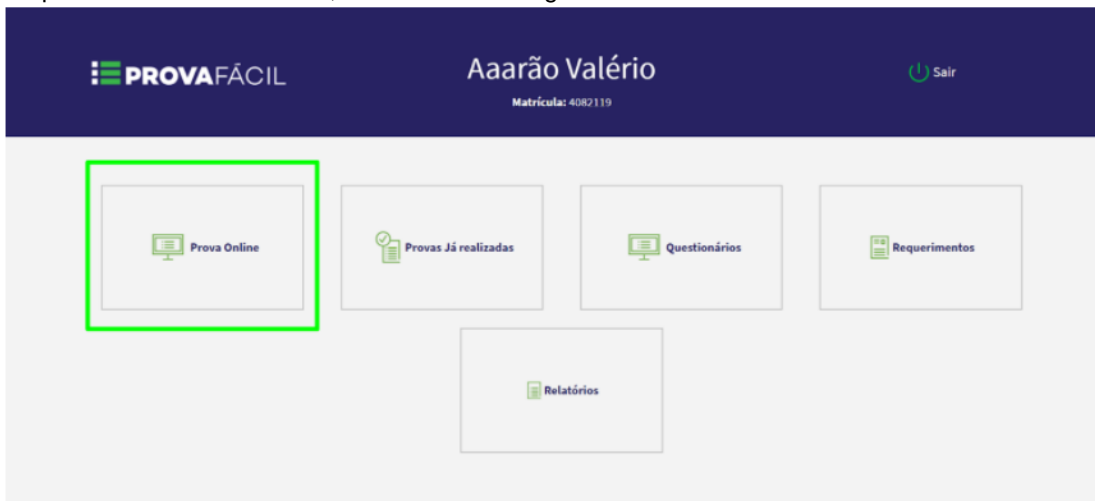 PROVAFÁCIL
Aaarão Valério
Sair
Matrícula: 4082119
Prova Online
Provas Já realizadas
Questionários
Requerimentos
Relatórios